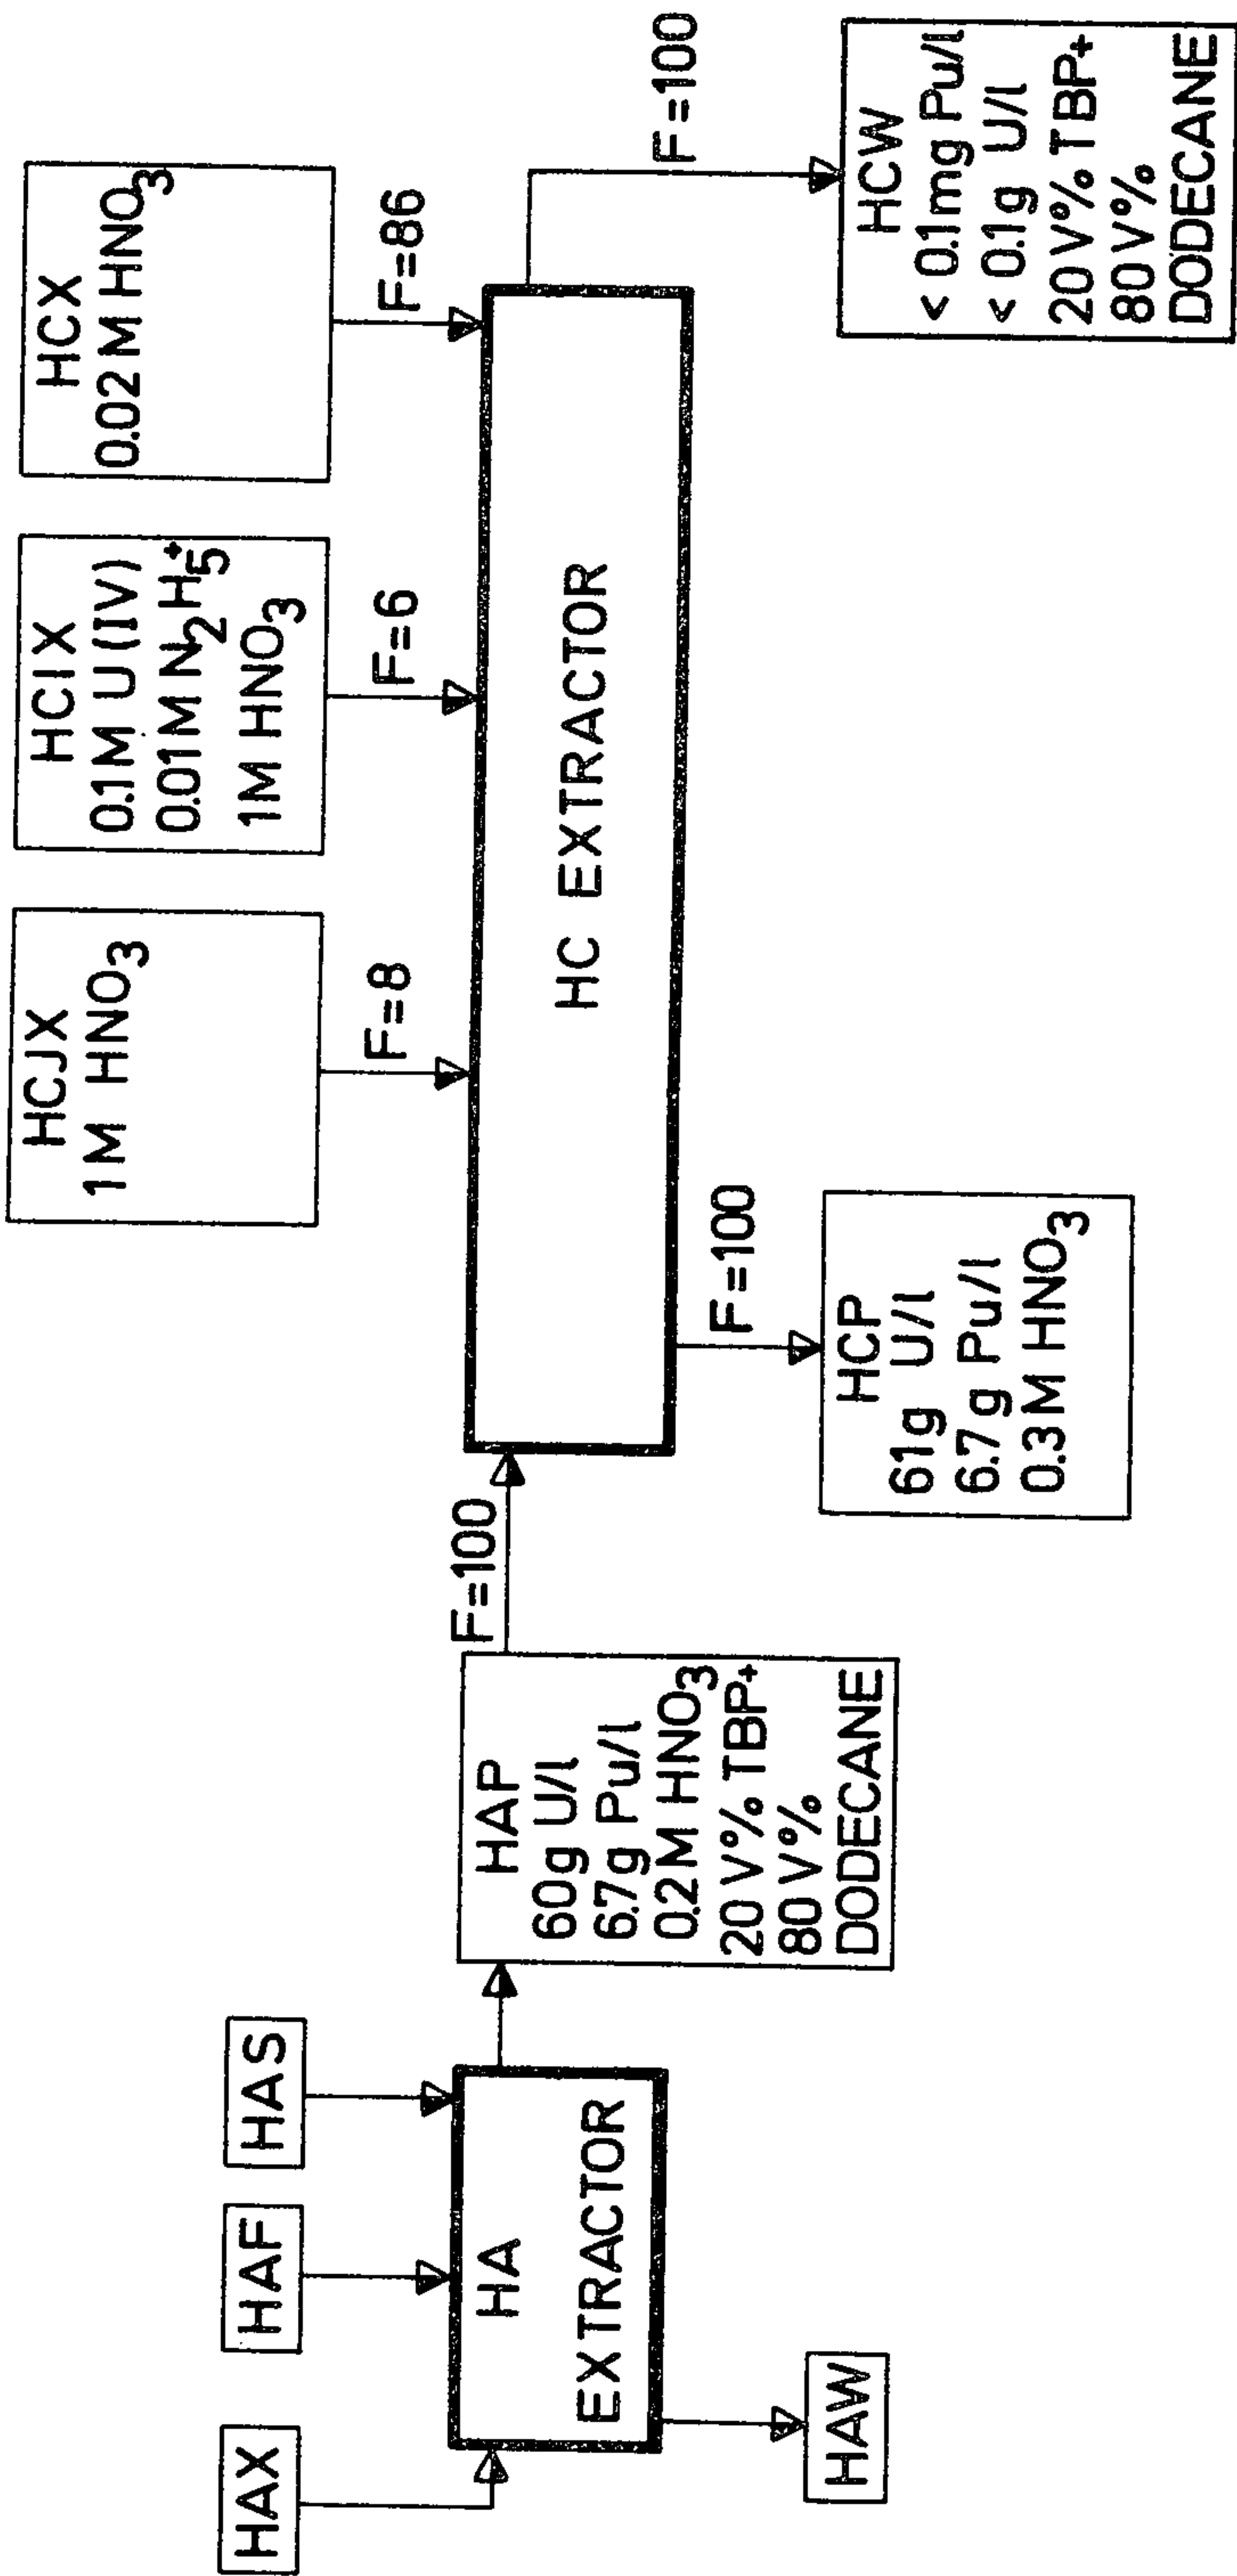 HAX
HAF
HAS
HA
EXTRACTOR
HAW
HAP
60g U/l
6.7g Pu/l
0.2M HNO3
20 V% TBP+
80 V%
DODECANE
F=100
HCJX
1M HNO3
F=8
HCIX
0.1M U(IV)
0.01M N2H5+
1M HNO3
F=6
HCX
0.02M HNO3
F=86
HC EXTRACTOR
F=100
HCP
61g U/l
6.7g Pu/l
0.3M HNO3
F=100
HCW
< 0.1mg Pu/l
< 0.1g U/l
20 V% TBP+
80 V%
DODECANE